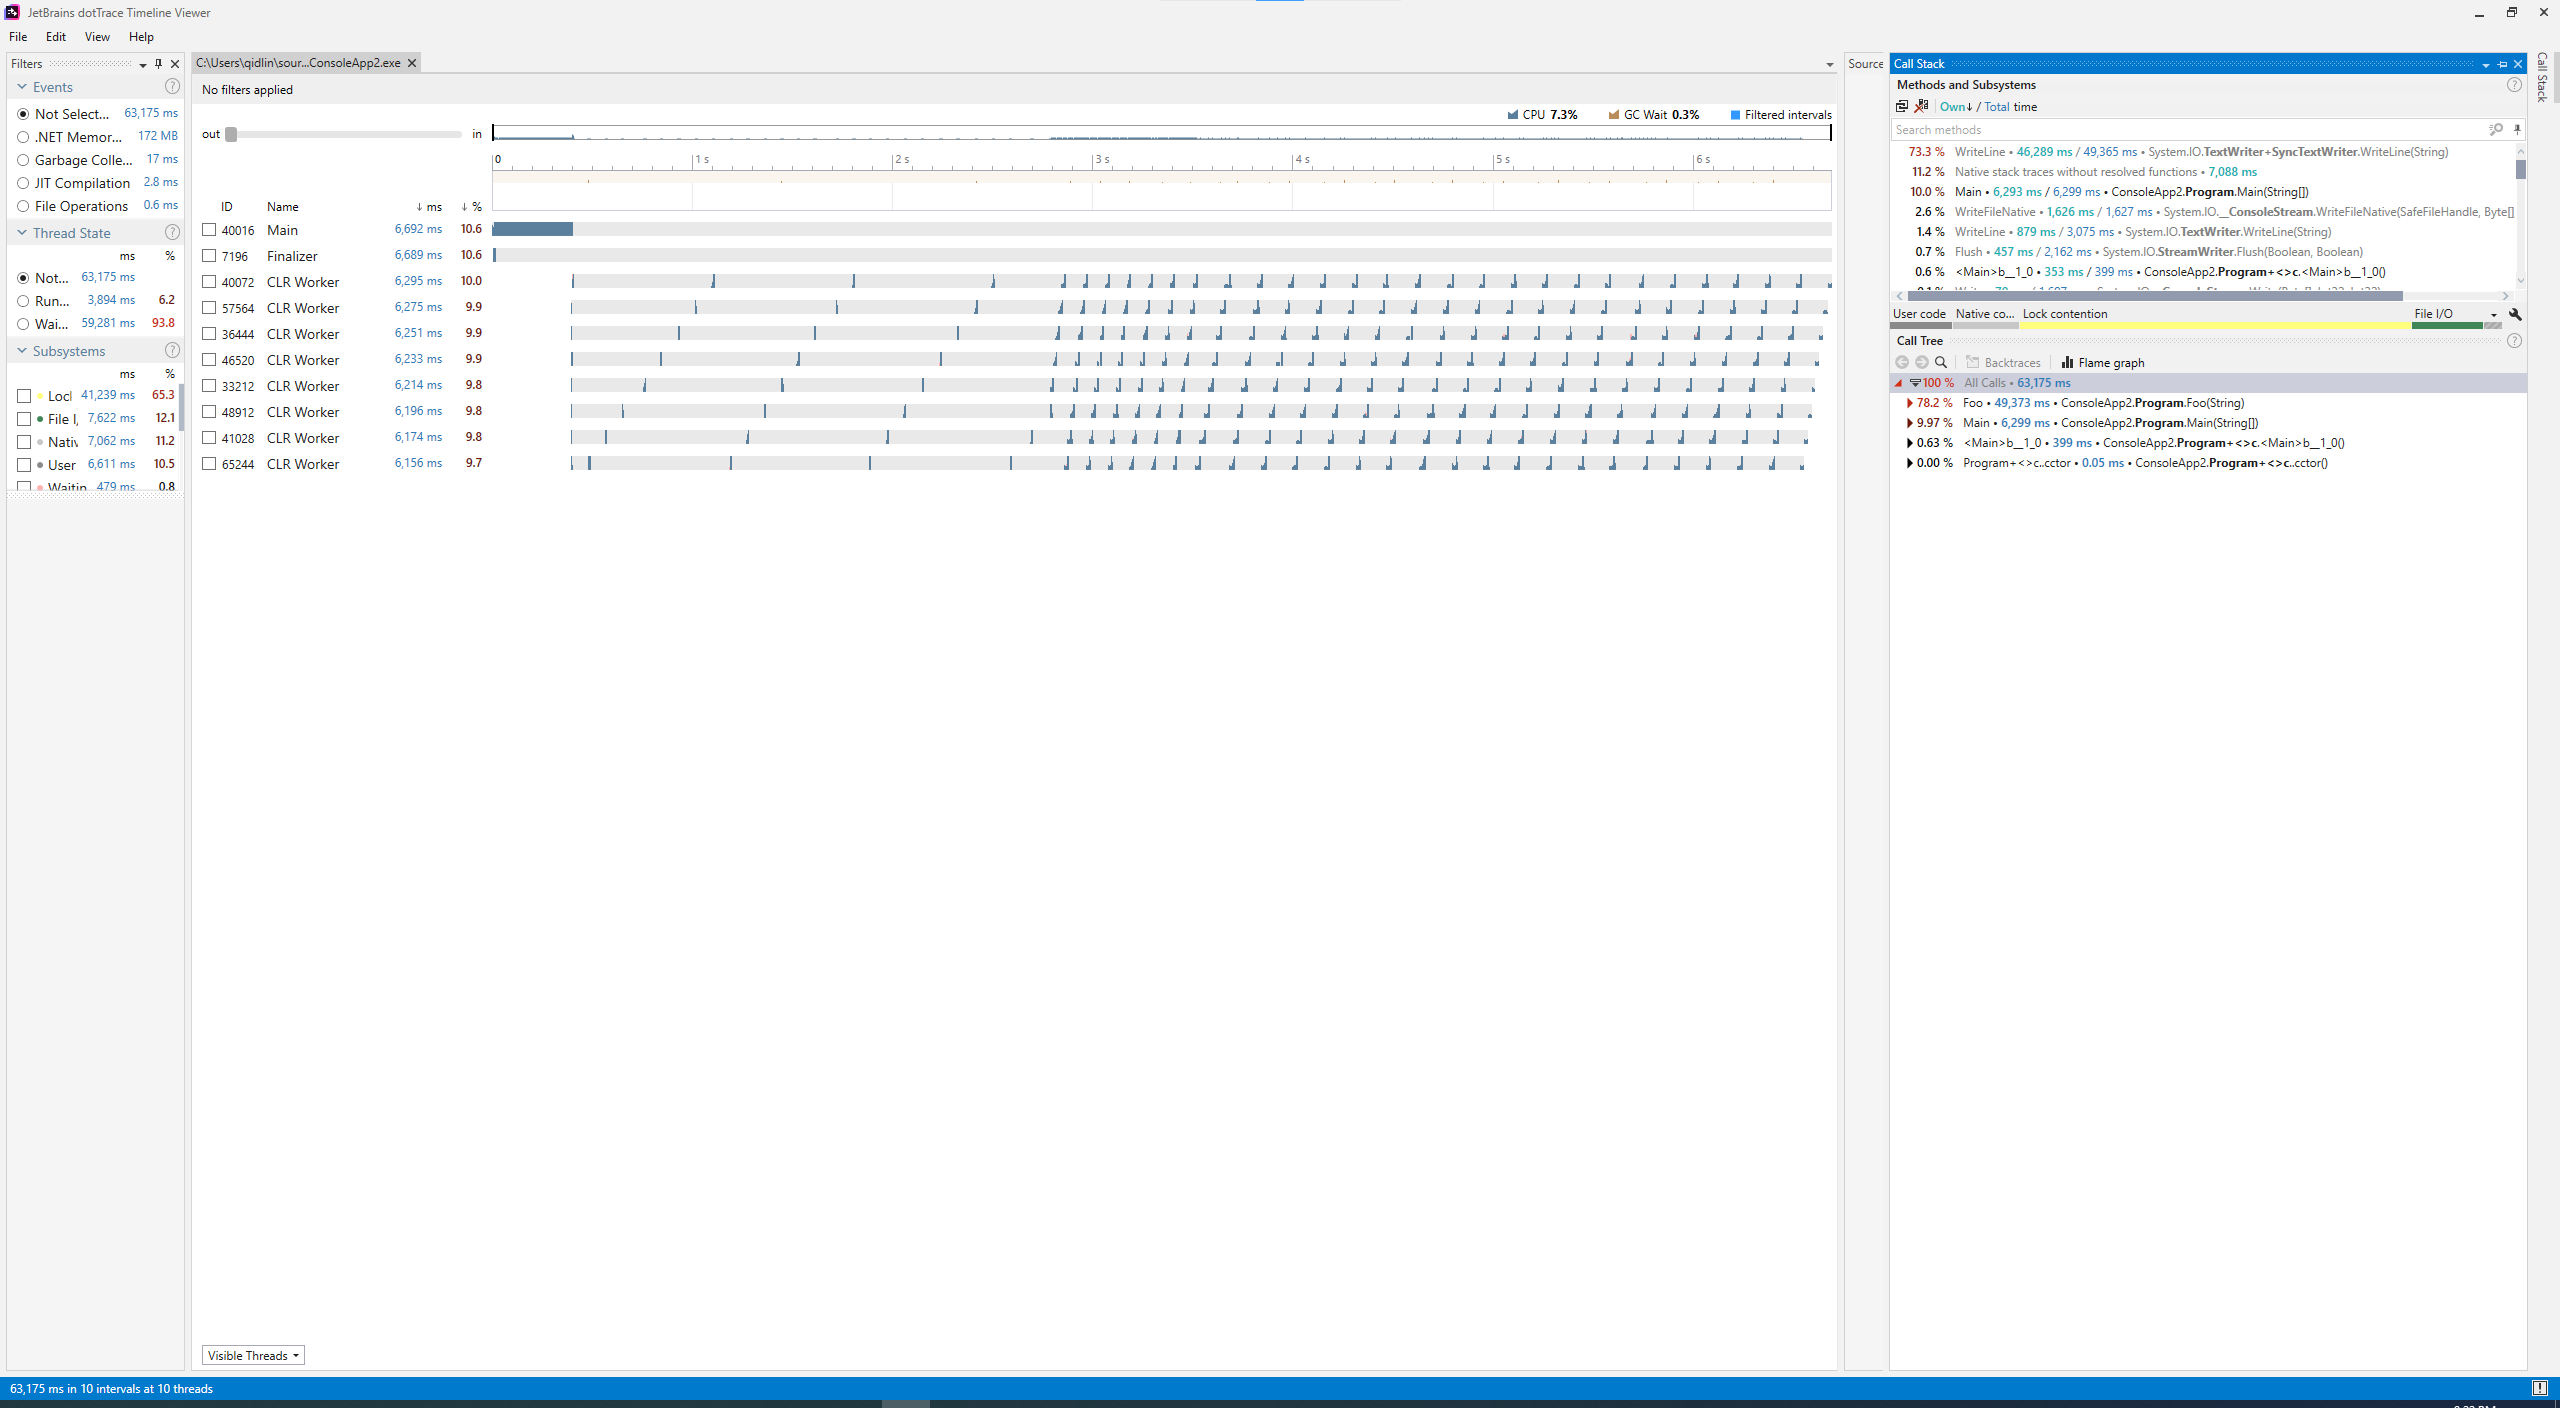 JetBrains dotTrace Timeline Viewer
File Edit View Help
Filters
Events
Not Select... 63,175 ms
.NET Memor... 172 MB
Garbage Colle... 17 ms
JIT Compilation 2.8 ms
File Operations 0.6 ms
Thread State
ms %
Not... 63,175 ms
Run... 3,894 ms 6.2
Wai... 59,281 ms 93.8
Subsystems
ms %
Loc 41,239 ms 65.3
File I, 7,622 ms 12.1
Nativ 7,062 ms 11.2
User 6,611 ms 10.5
Waitin 479 ms 0.8
C:\Users\qidlin\sour...ConsoleApp2.exe
No filters applied
CPU 7.3% GC Wait 0.3% Filtered intervals
out in
0 1 s 2 s 3 s 4 s 5 s 6 s
ID Name ↓ ms ↓ %
40016 Main 6,692 ms 10.6
7196 Finalizer 6,689 ms 10.6
40072 CLR Worker 6,295 ms 10.0
57564 CLR Worker 6,275 ms 9.9
36444 CLR Worker 6,251 ms 9.9
46520 CLR Worker 6,233 ms 9.9
33212 CLR Worker 6,214 ms 9.8
48912 CLR Worker 6,196 ms 9.8
41028 CLR Worker 6,174 ms 9.8
65244 CLR Worker 6,156 ms 9.7
Visible Threads
Source
Call Stack
Methods and Subsystems
Own↓ / Total time
Search methods
73.3 % WriteLine • 46,289 ms / 49,365 ms • System.IO.TextWriter+SyncTextWriter.WriteLine(String)
11.2 % Native stack traces without resolved functions • 7,088 ms
10.0 % Main • 6,293 ms / 6,299 ms • ConsoleApp2.Program.Main(String[])
2.6 % WriteFileNative • 1,626 ms / 1,627 ms • System.IO.__ConsoleStream.WriteFileNative(SafeFileHandle, Byte[]
1.4 % WriteLine • 879 ms / 3,075 ms • System.IO.TextWriter.WriteLine(String)
0.7 % Flush • 457 ms / 2,162 ms • System.IO.StreamWriter.Flush(Boolean, Boolean)
0.6 % <Main>b__1_0 • 353 ms / 399 ms • ConsoleApp2.Program+<>c.<Main>b__1_0()
User code Native co... Lock contention File I/O
Call Tree
Backtraces Flame graph
100 % All Calls • 63,175 ms
78.2 % Foo • 49,373 ms • ConsoleApp2.Program.Foo(String)
9.97 % Main • 6,299 ms • ConsoleApp2.Program.Main(String[])
0.63 % <Main>b__1_0 • 399 ms • ConsoleApp2.Program+<>c.<Main>b__1_0()
0.00 % Program+<>c..cctor • 0.05 ms • ConsoleApp2.Program+<>c..cctor()
Call Stack
63,175 ms in 10 intervals at 10 threads